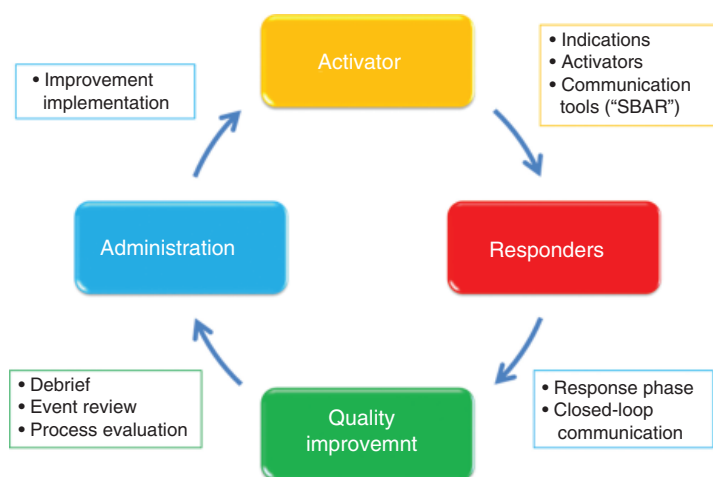 Activator
• Indications
• Activators
• Communication
tools (“SBAR”)
• Improvement
implementation
Administration
Responders
• Debrief
• Event review
• Process evaluation
Quality
improvemnt
• Response phase
• Closed-loop
communication